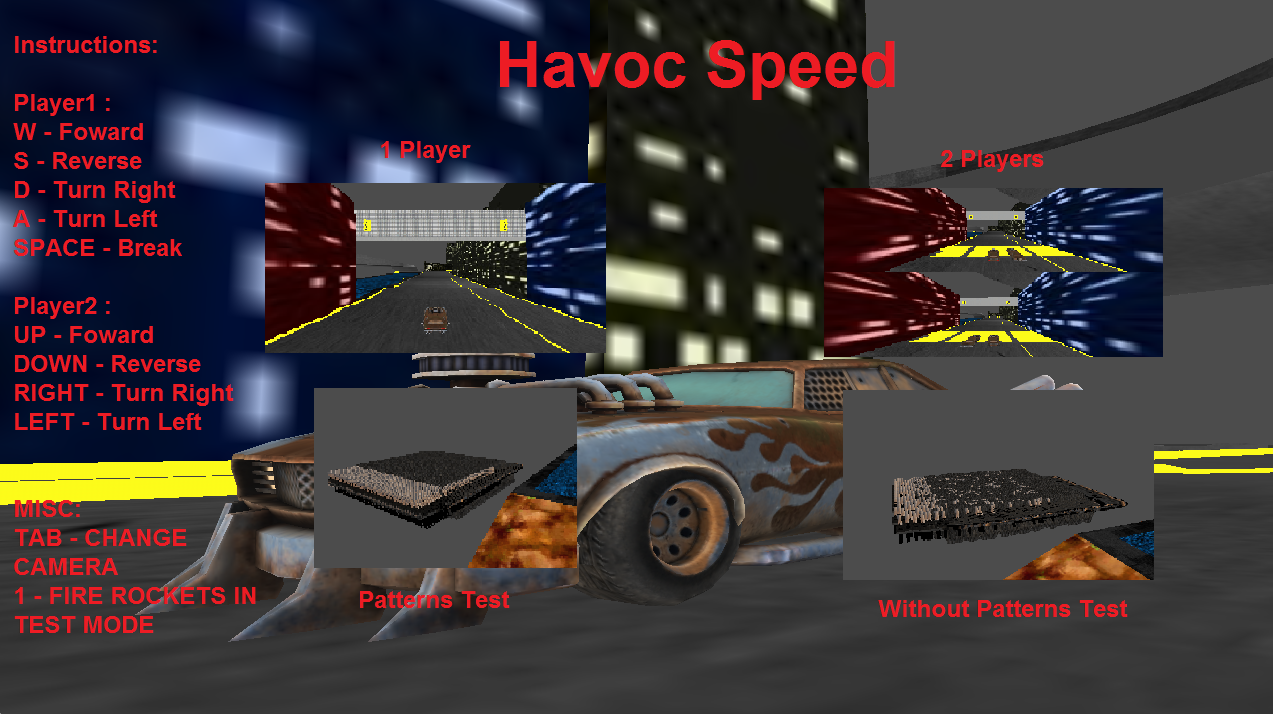 Havoc Speed
Instructions:
Player1 :
W - Foward
S - Reverse
D - Turn Right
A - Turn Left
SPACE - Break
Player2 :
UP - Foward
DOWN - Reverse
RIGHT - Turn Right
LEFT - Turn Left
MISC:
TAB - CHANGE
CAMERA
1 - FIRE ROCKETS IN
TEST MODE
1 Player
2 Players
Patterns Test
Without Patterns Test